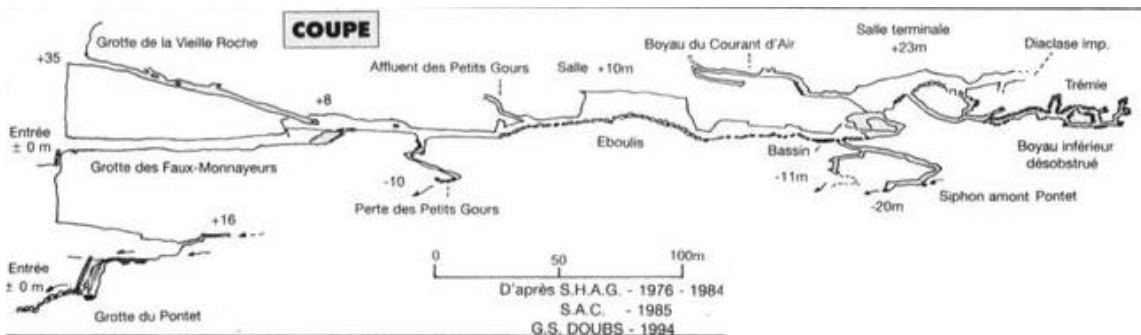 COUPE
Grotte de la Vieille Roche
+35
Affluent des Petits Gours
Salle +10m
Boyau du Courant d'Air
Salle terminale
+23m
Diaclase imp.
Trémie
+8
Entrée
± 0 m
Grotte des Faux-Monnayeurs
Eboulis
Bassin
Boyau inférieur
désobstrué
-10
-11m
Perte des Petits Gours
-20m
Siphon amont Pontet
+16
Entrée
± 0 m
Grotte du Pontet
0 50 100m
D'après S.H.A.G. - 1976 - 1984
S.A.C. - 1985
G.S. DOUBS - 1994